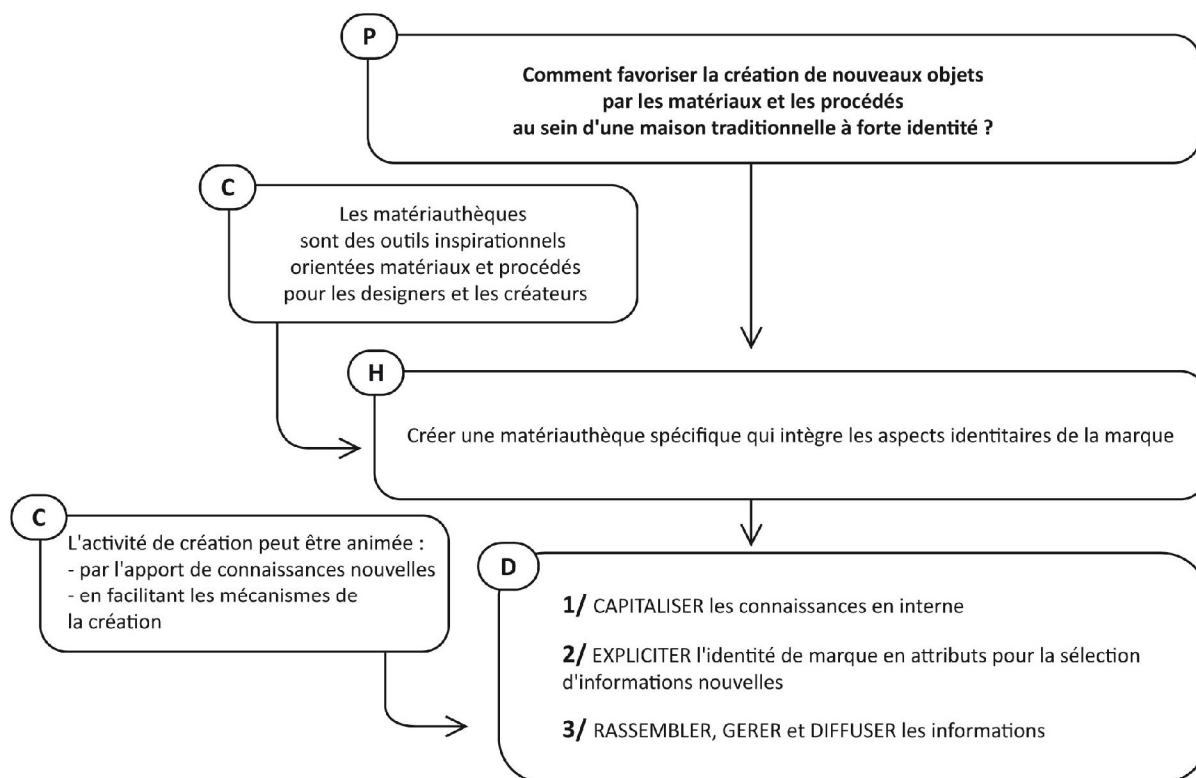 P
Comment favoriser la création de nouveaux objets
par les matériaux et les procédés
au sein d'une maison traditionnelle à forte identité ?
C
Les matériauthèques
sont des outils inspirationnels
orientées matériaux et procédés
pour les designers et les créateurs
H
Créer une matériauthèque spécifique qui intègre les aspects identitaires de la marque
C
L'activité de création peut être animée :
- par l'apport de connaissances nouvelles
- en facilitant les mécanismes de
la création
D
1/ CAPITALISER les connaissances en interne
2/ EXPLICITER l'identité de marque en attributs pour la sélection
d'informations nouvelles
3/ RASSEMBLER, GERER et DIFFUSER les informations